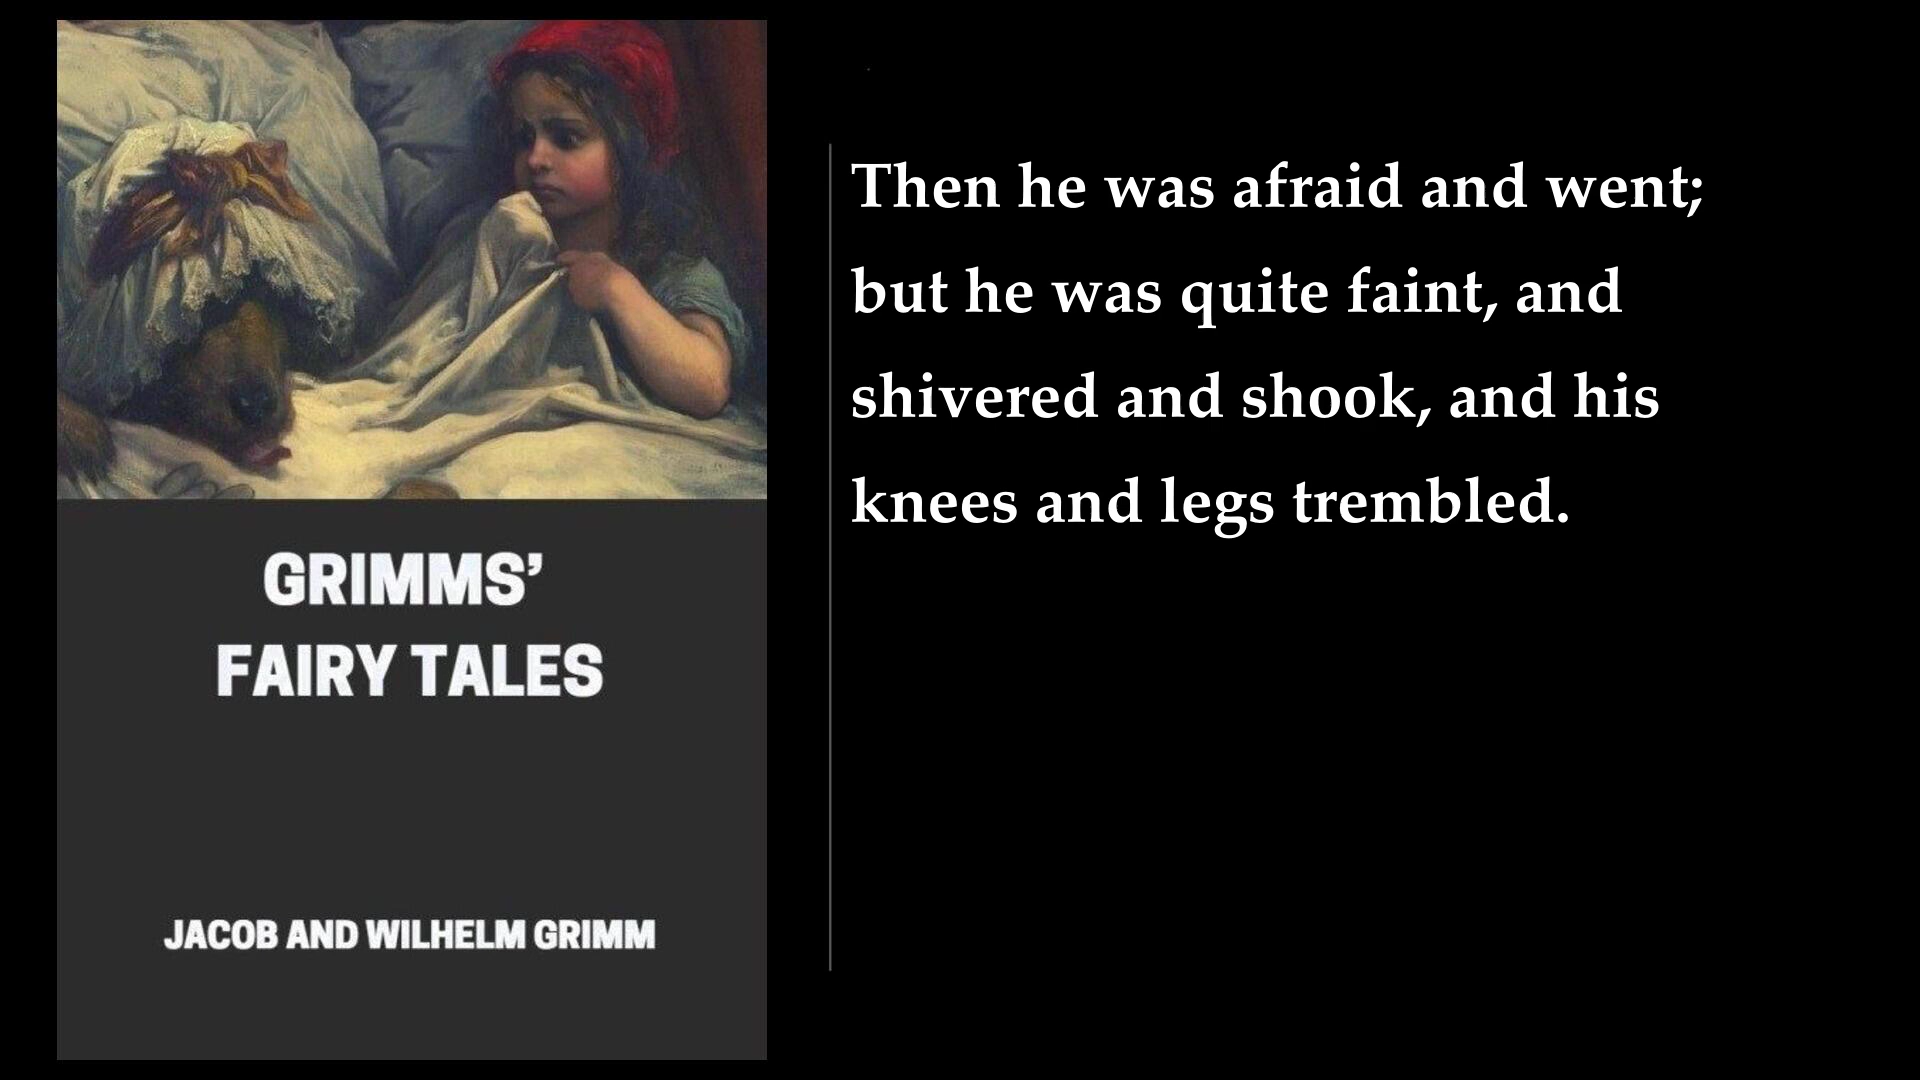 GRIMMS’
FAIRY TALES
JACOB AND WILHELM GRIMM
Then he was afraid and went;
but he was quite faint, and
shivered and shook, and his
knees and legs trembled.